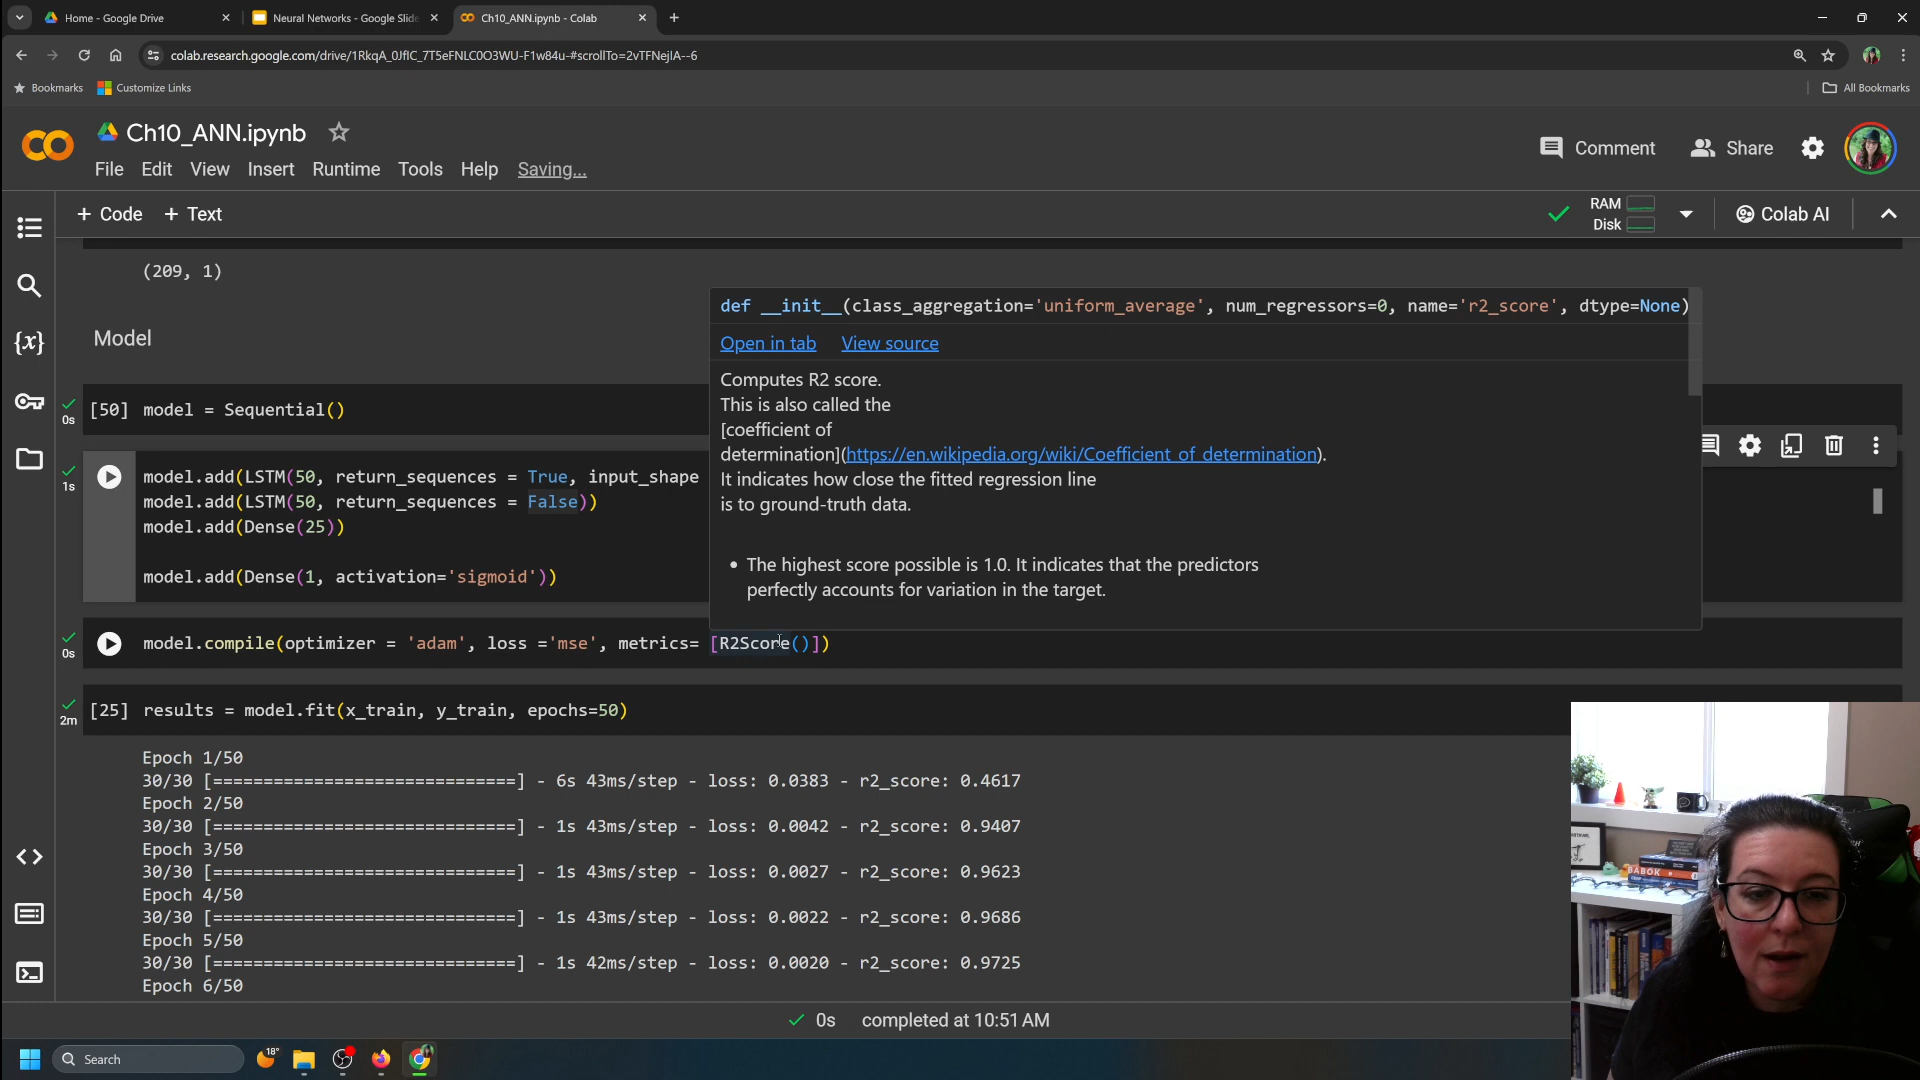 Home - Google Drive
Neural Networks - Google Slide
Ch10_ANN.ipynb - Colab
colab.research.google.com/drive/1RkqA_0JflC_7T5eFNLC0O3WU-F1w84u-#scrollTo=2vTFNejlA--6
Bookmarks
Customize Links
All Bookmarks
Ch10_ANN.ipynb
Comment
Share
File Edit View Insert Runtime Tools Help Saving...
+ Code + Text
RAM
Disk
Colab AI
(209, 1)
def __init__(class_aggregation='uniform_average', num_regressors=0, name='r2_score', dtype=None)
Open in tab View source
Model
Computes R2 score.
This is also called the
[coefficient of
determination](https://en.wikipedia.org/wiki/Coefficient_of_determination).
It indicates how close the fitted regression line
is to ground-truth data.
• The highest score possible is 1.0. It indicates that the predictors
perfectly accounts for variation in the target.
0s
[50] model = Sequential()
1s
model.add(LSTM(50, return_sequences = True, input_shape
model.add(LSTM(50, return_sequences = False))
model.add(Dense(25))
model.add(Dense(1, activation='sigmoid'))
0s
model.compile(optimizer = 'adam', loss ='mse', metrics= [R2Score()])
2m
[25] results = model.fit(x_train, y_train, epochs=50)
Epoch 1/50
30/30 [==============================] - 6s 43ms/step - loss: 0.0383 - r2_score: 0.4617
Epoch 2/50
30/30 [==============================] - 1s 43ms/step - loss: 0.0042 - r2_score: 0.9407
Epoch 3/50
30/30 [==============================] - 1s 43ms/step - loss: 0.0027 - r2_score: 0.9623
Epoch 4/50
30/30 [==============================] - 1s 43ms/step - loss: 0.0022 - r2_score: 0.9686
Epoch 5/50
30/30 [==============================] - 1s 42ms/step - loss: 0.0020 - r2_score: 0.9725
Epoch 6/50
0s completed at 10:51 AM
Search
18°
BABOK